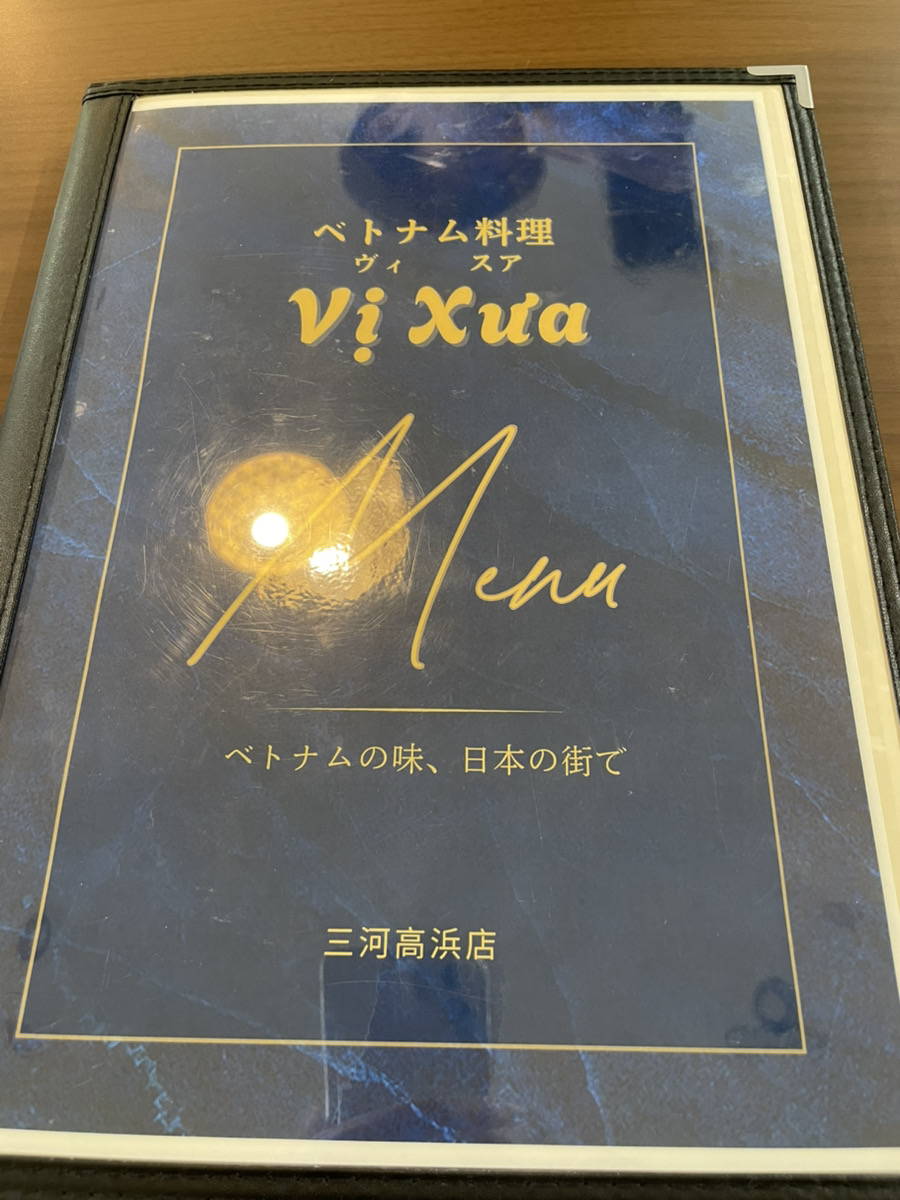 ベトナム料理
ヴィ スア
Vị Xưa
Menu
ベトナムの味、日本の街で
三河高浜店